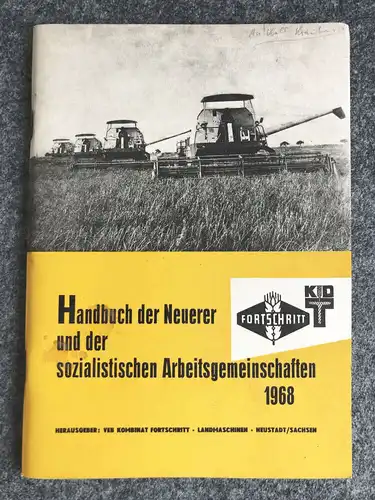 FORTSCHRITT
KDT
Handbuch der Neuerer
und der
sozialistischen Arbeitsgemeinschaften
1968
HERAUSGEBER: VEB KOMBINAT FORTSCHRITT - LANDMASCHINEN - NEUSTADT/SACHSEN